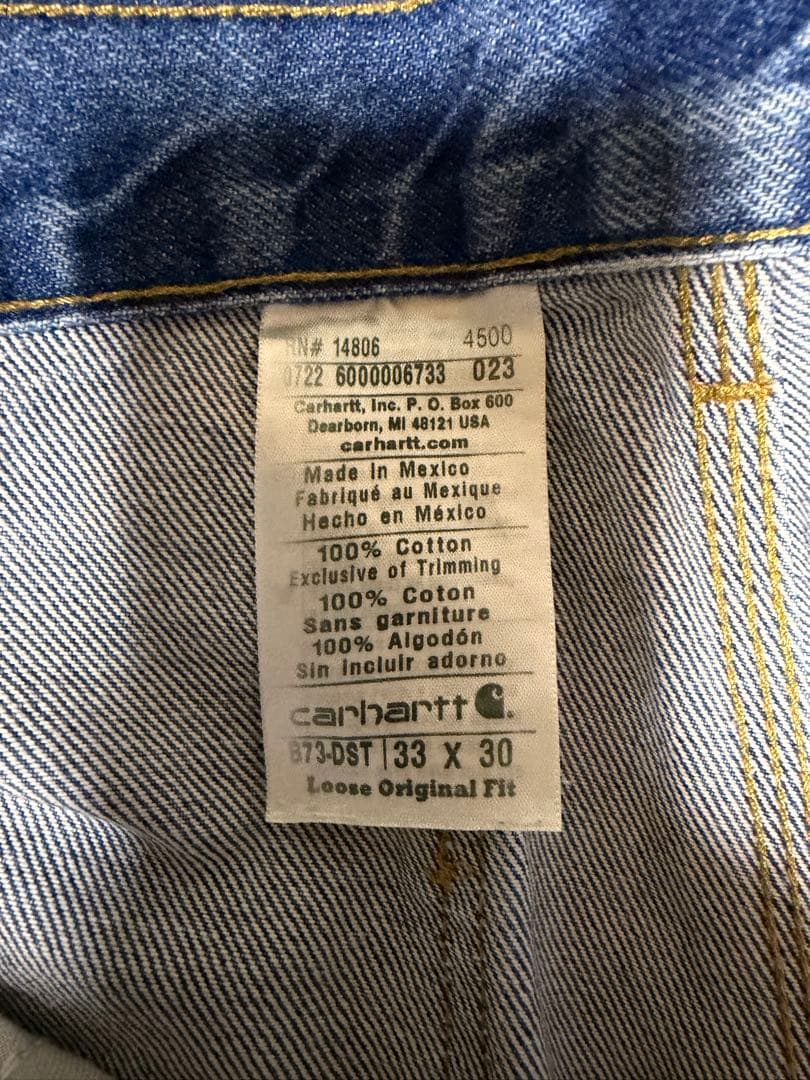 RN# 14806 4500
0722 6000006733 023
Carhartt, Inc. P. O. Box 600
Dearborn, MI 48121 USA
carhartt.com
Made in Mexico
Fabriqué au Mexique
Hecho en México
100% Cotton
Exclusive of Trimming
100% Coton
Sans garniture
100% Algodón
Sin incluir adorno
carhartt
B73-DST | 33 X 30
Loose Original Fit